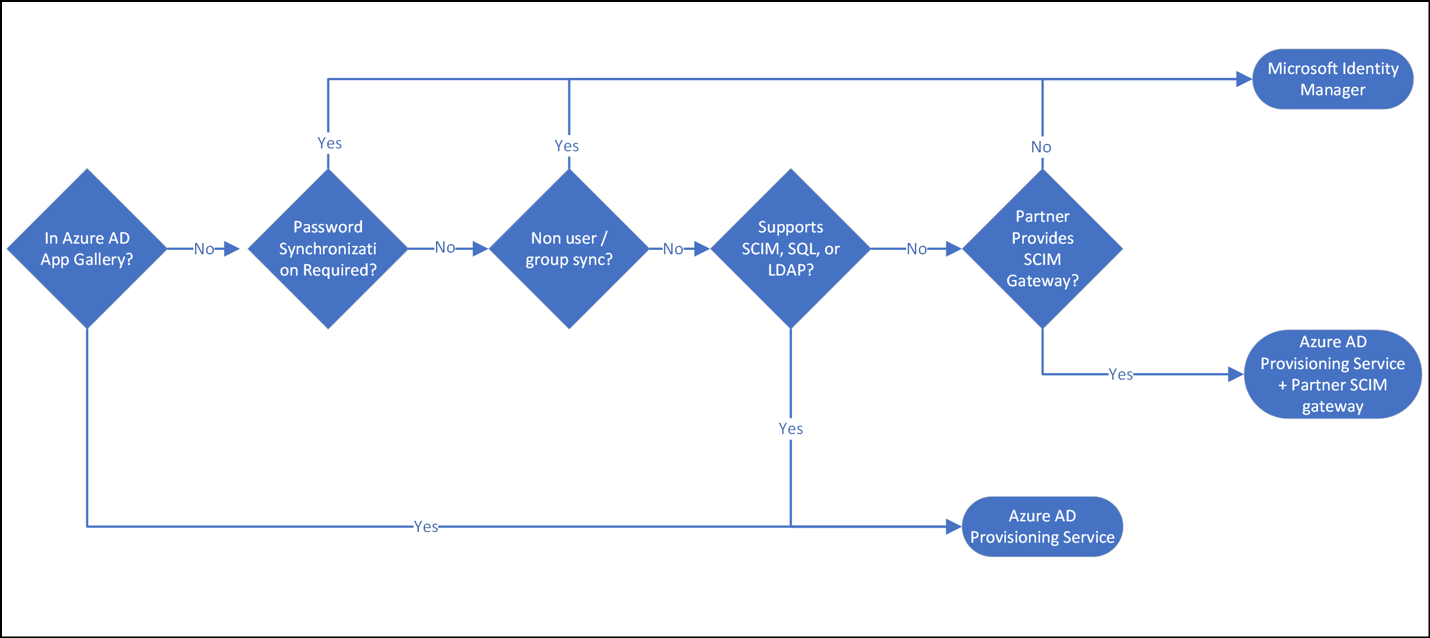 Microsoft Identity
Manager
Yes
Yes
No
In Azure AD
App Gallery?
No
Password
Synchronizati
on Required?
No
Non user /
group sync?
No
Supports
SCIM, SQL, or
LDAP?
No
Partner
Provides
SCIM
Gateway?
Yes
Azure AD
Provisioning Service
+ Partner SCIM
gateway
Yes
Yes
Azure AD
Provisioning Service